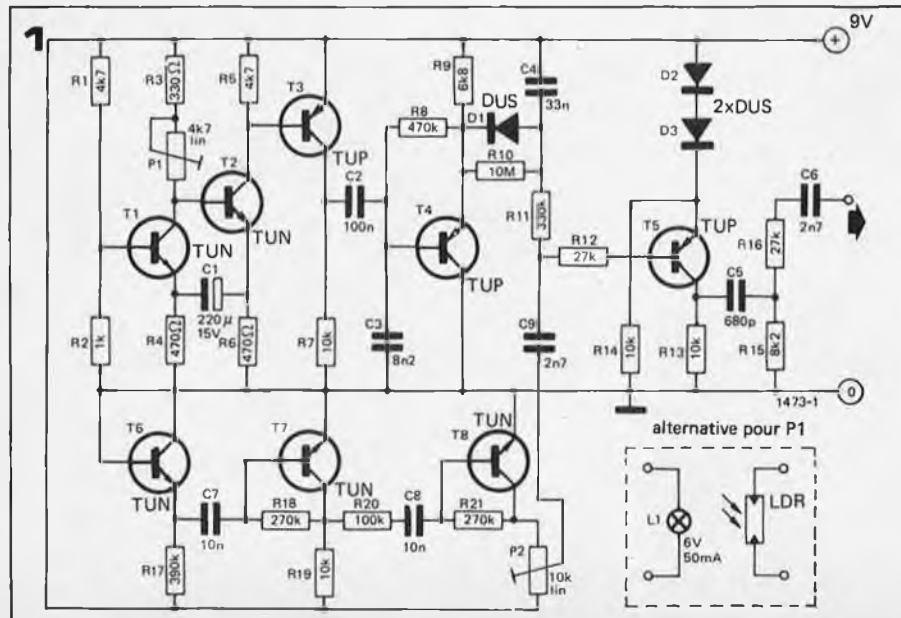 1
9V
+
R1
4k7
R3
330Ω
R5
4k7
T3
TUP
4k7
lin
P1
T2
TUN
T1
TUN
C1
220µ
15V
R2
1k
R4
470Ω
R6
470Ω
R7
10k
C2
100n
R8
470k
R9
6k8
D1
DUS
R10
10M
C4
33n
T4
TUP
R11
330k
C3
8n2
R12
27k
C9
2n7
D2
2xDUS
D3
T5
TUP
C6
2n7
R16
27k
C5
680p
R14
10k
R13
10k
R15
8k2
0
1473-1
T6
TUN
C7
10n
T7
TUN
R18
270k
R20
100k
C8
10n
T8
TUN
R21
270k
R17
390k
R19
10k
P2
10k
lin
alternative pour P1
L1
6V
50mA
LDR